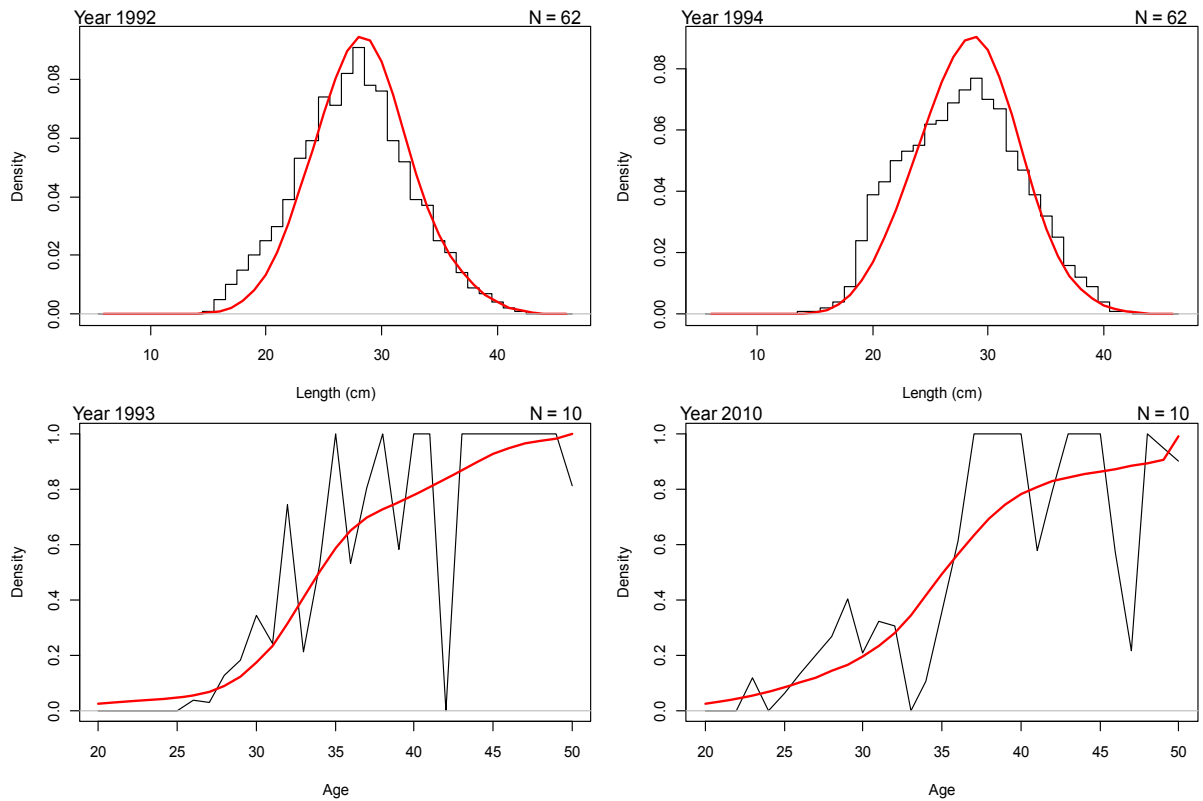 Year 1992 N = 62
Density
0.00 0.02 0.04 0.06 0.08
10 20 30 40
Length (cm)
Year 1994 N = 62
Density
0.00 0.02 0.04 0.06 0.08
10 20 30 40
Length (cm)
Year 1993 N = 10
Density
0.0 0.2 0.4 0.6 0.8 1.0
20 25 30 35 40 45 50
Age
Year 2010 N = 10
Density
0.0 0.2 0.4 0.6 0.8 1.0
20 25 30 35 40 45 50
Age